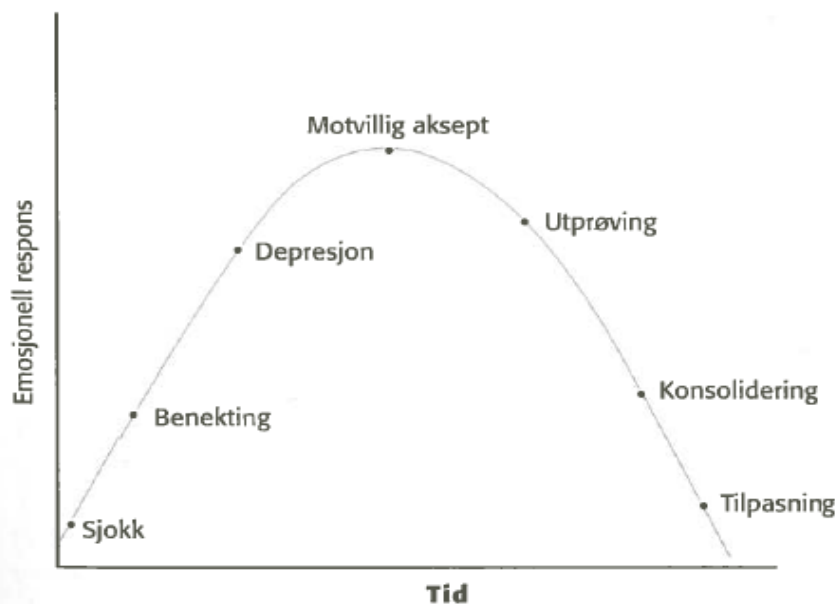 Motvillig aksept
Utprøving
Depresjon
Emosjonell respons
Konsolidering
Benekting
Tilpasning
Sjokk
Tid